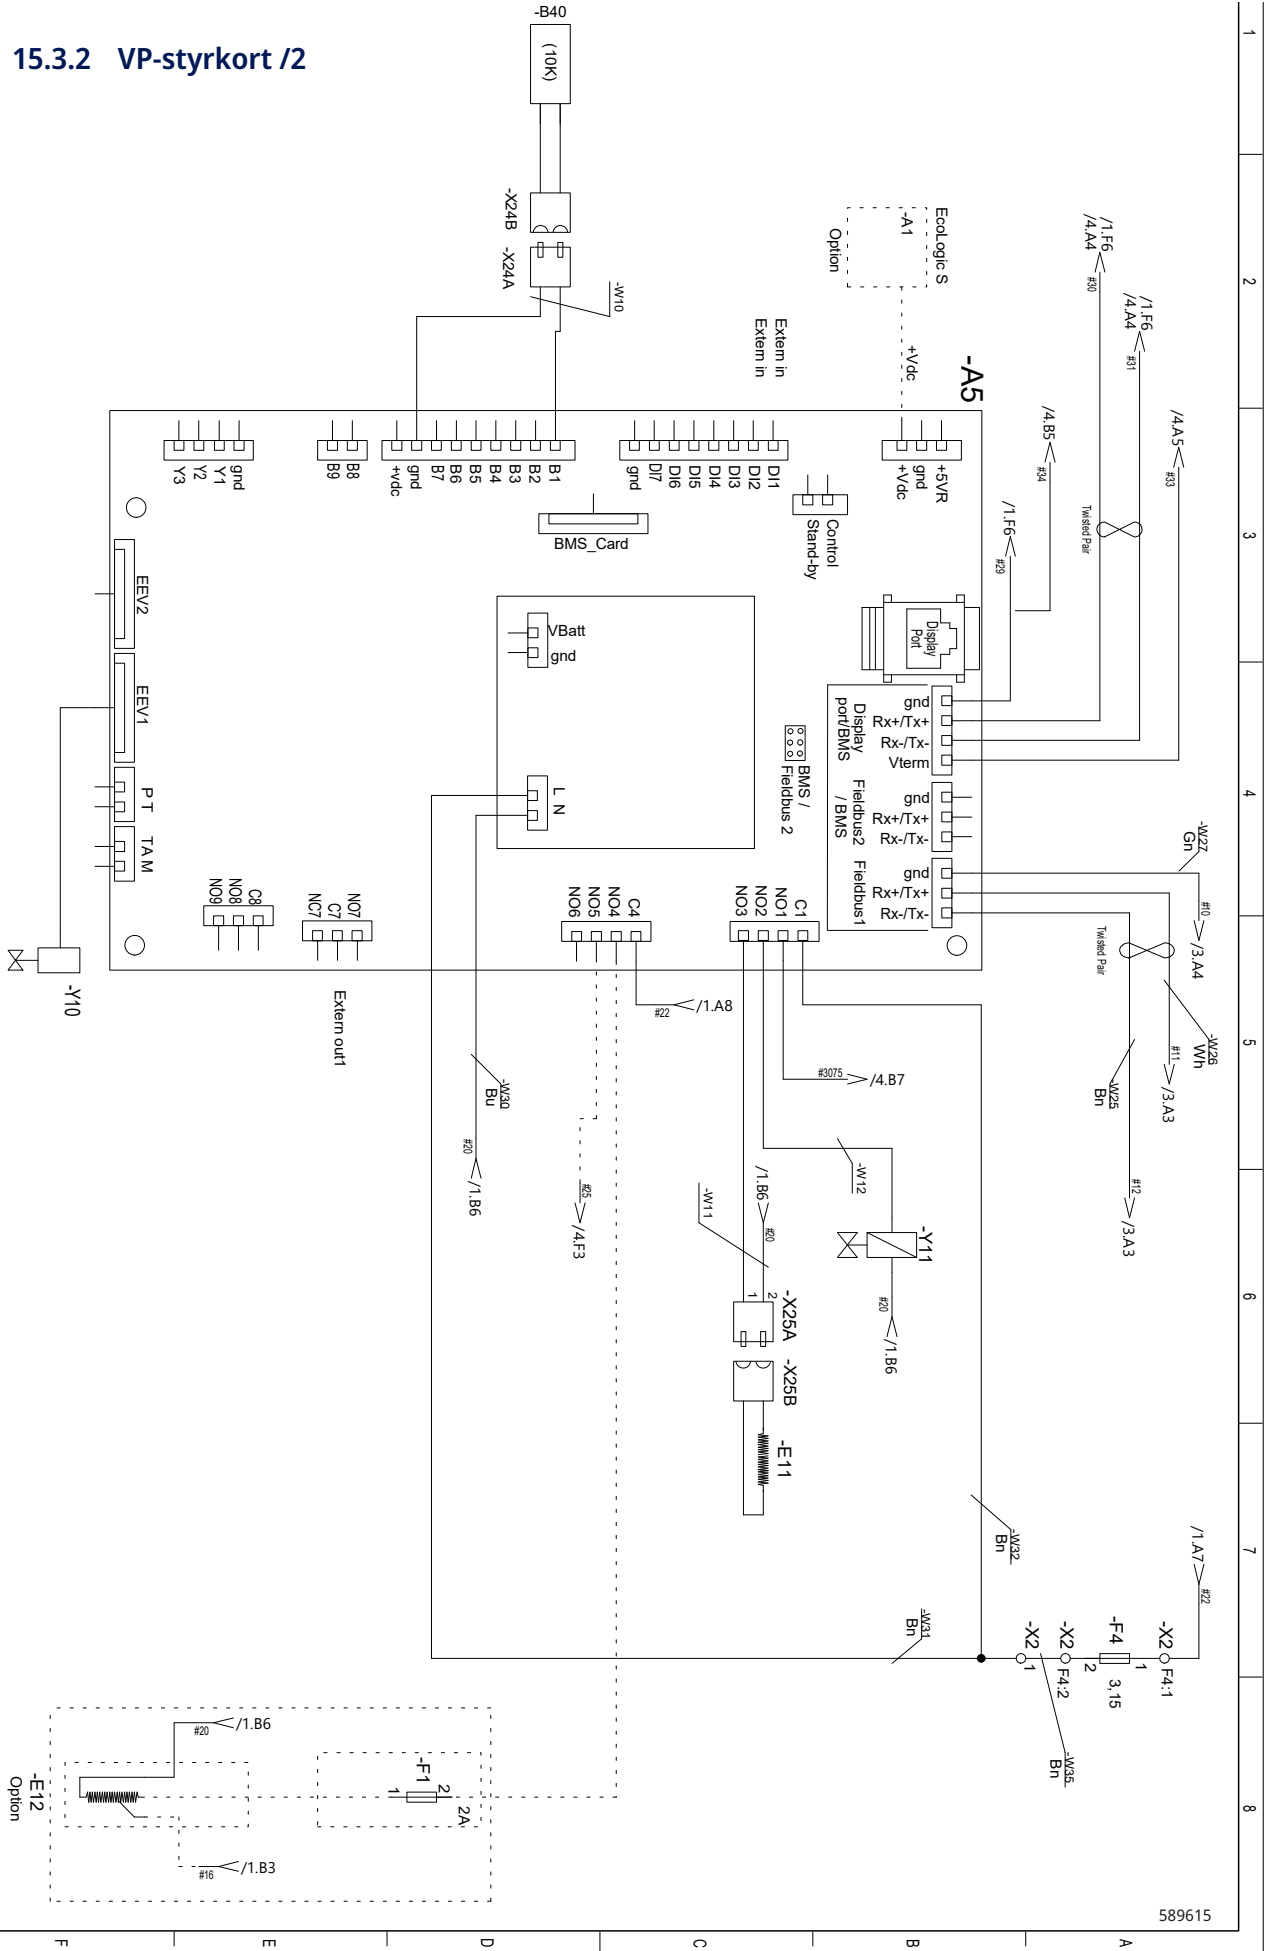 15.3.2 VP-styrkort /2
-B40
(10K)
-X24B
-X24A
-W10
EcoLogic S
-A1
Option
+Vdc
Extern in
Extern in
-A5
/1.F6
/4.A4
#30
/1.F6
/4.A4
#31
/4.A5
#33
/4.B5
#34
/1.F6
#29
Twisted Pair
Y3
Y2
Y1
gnd
B9
B8
+vdc
gnd
B7
B6
B5
B4
B3
B2
B1
gnd
DI7
DI6
DI5
DI4
DI3
DI2
DI1
+Vdc
gnd
+5VR
Control
Stand-by
BMS_Card
EEV2
EEV1
P T
TAM
VBatt
gnd
L
N
Display
Port
gnd
Rx+/Tx+
Rx-/Tx-
Vterm
Display
port/BMS
BMS /
Fieldbus 2
gnd
Rx+/Tx+
Rx-/Tx-
Fieldbus2
/ BMS
gnd
Rx+/Tx+
Rx-/Tx-
Fieldbus1
-W27
Gn
#10
/3.A4
NO9
NO8
C8
NC7
C7
NO7
NO6
NO5
NO4
C4
NO3
NO2
NO1
C1
Twisted Pair
-Y10
Extern out1
#22
/1.A8
#3075
/4.B7
-W30
Bu
-W26
Wh
#11
/3.A3
-W25
Bn
#12
/3.A3
#20
/1.B6
#25
/4.F3
-W11
/1.B6
#20
-W12
-Y11
#20
/1.B6
1
2
-X25A
-X25B
-E11
-W32
Bn
-W31
Bn
/1.A7
#22
-X2
1
-X2
F4:2
-F4
2
1
3,15
-X2
F4:1
-W35
Bn
/1.B6
#20
-F1
1
2
2A
-E12
Option
#16
/1.B3
589615
1
2
3
4
5
6
7
8
F
E
D
C
B
A